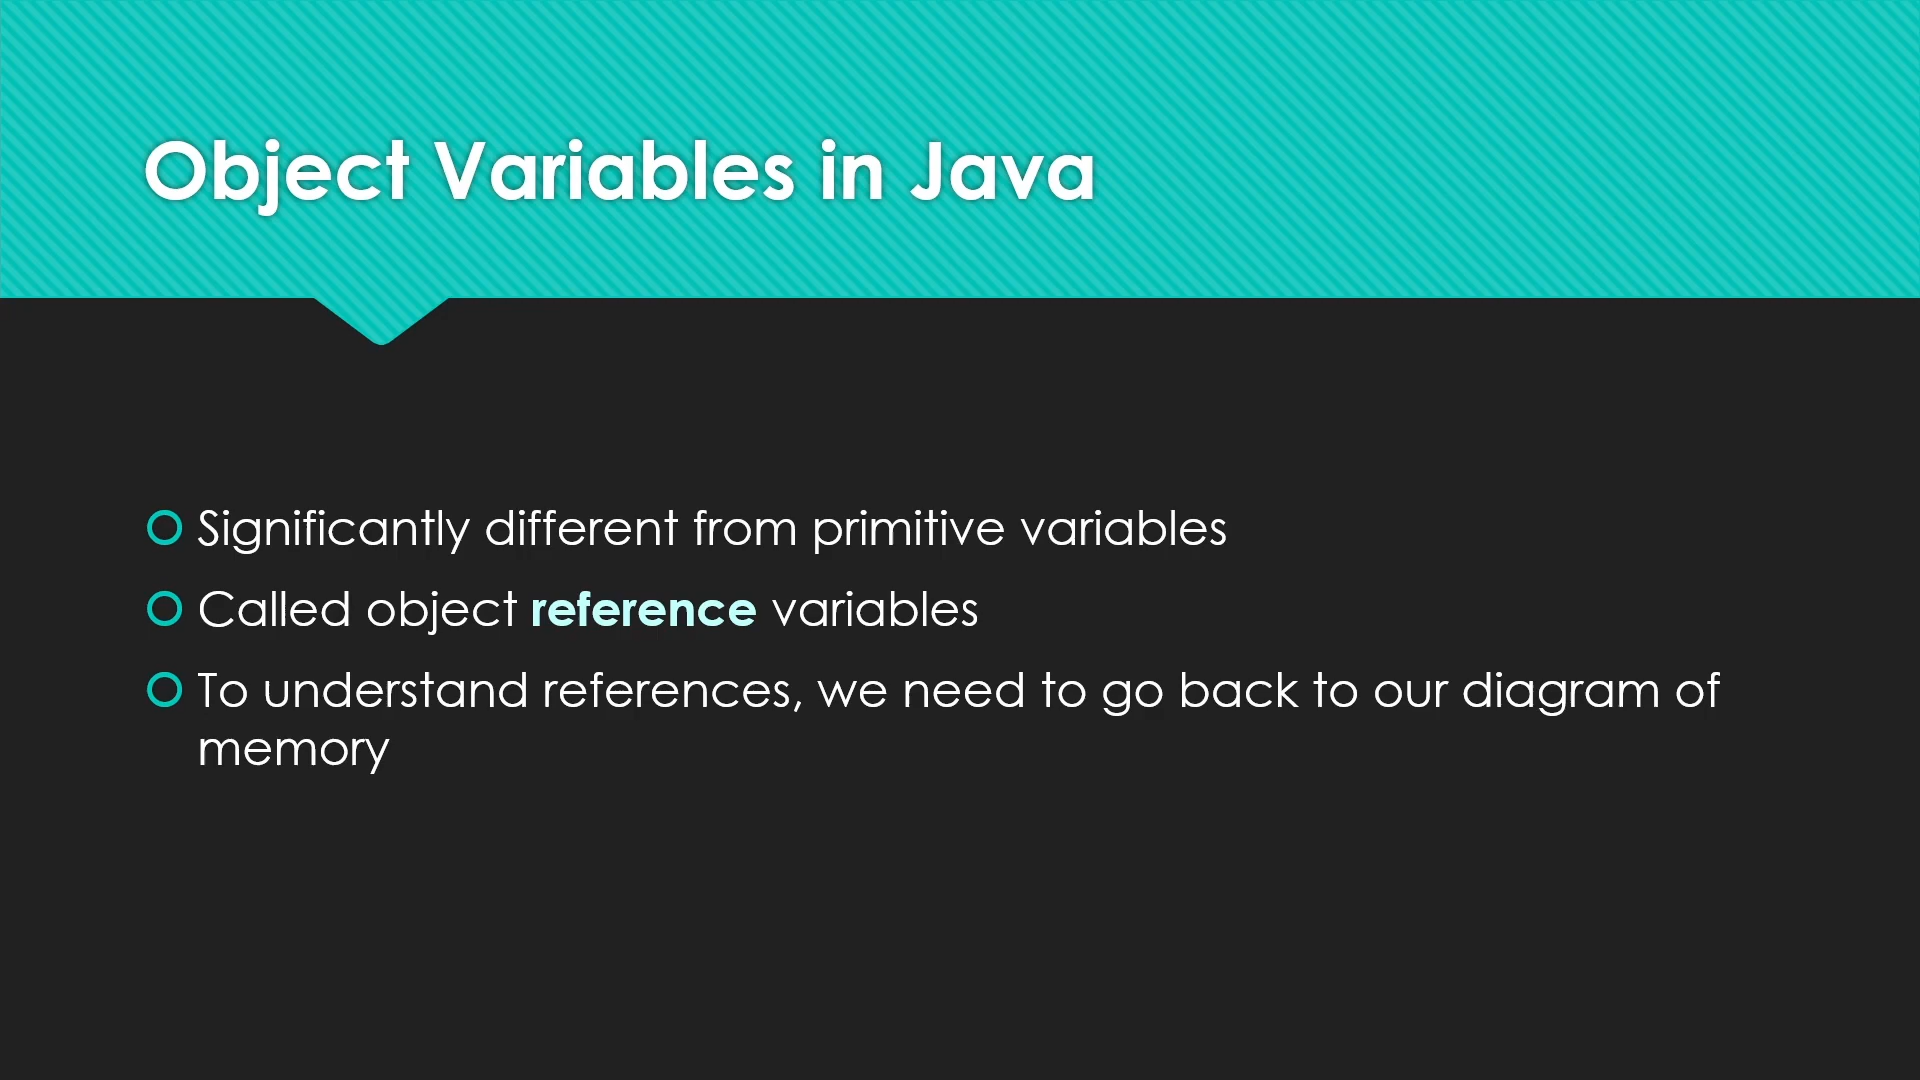 Object Variables in Java
Significantly different from primitive variables
Called object reference variables
To understand references, we need to go back to our diagram of
memory